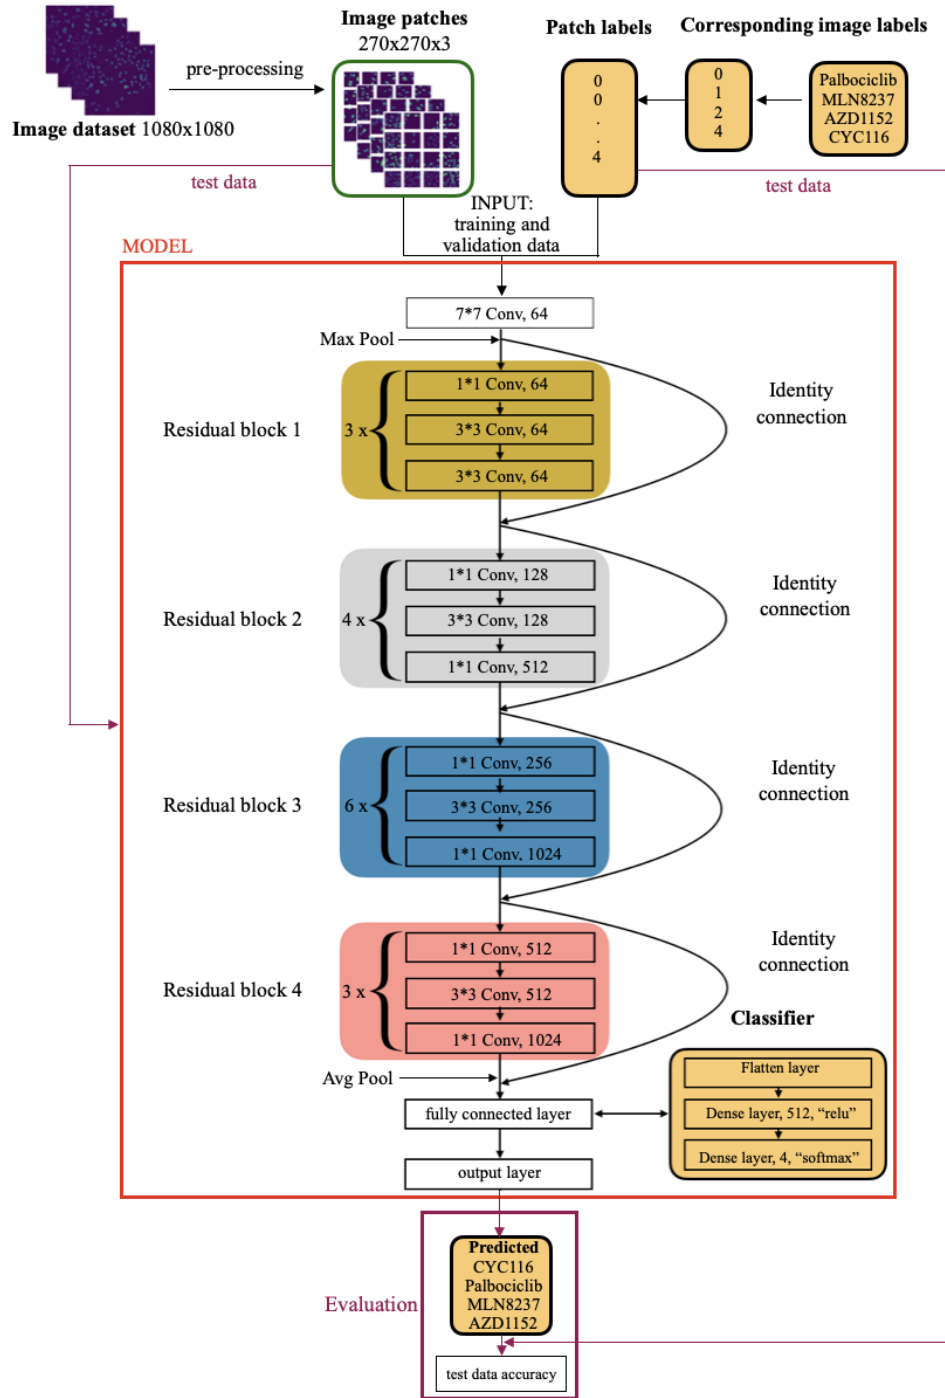 Image patches
270x270x3
Patch labels
Corresponding image labels
pre-processing
Image dataset 1080x1080
0
0
.
.
4
0
1
2
4
Palbociclib
MLN8237
AZD1152
CYC116
test data
test data
INPUT:
training and
validation data
MODEL
7*7 Conv, 64
Max Pool
Residual block 1
3 x
1*1 Conv, 64
3*3 Conv, 64
3*3 Conv, 64
Identity
connection
Residual block 2
4 x
1*1 Conv, 128
3*3 Conv, 128
1*1 Conv, 512
Identity
connection
Residual block 3
6 x
1*1 Conv, 256
3*3 Conv, 256
1*1 Conv, 1024
Identity
connection
Residual block 4
3 x
1*1 Conv, 512
3*3 Conv, 512
1*1 Conv, 1024
Identity
connection
Avg Pool
Classifier
Flatten layer
Dense layer, 512, “relu”
Dense layer, 4, “softmax”
fully connected layer
output layer
Evaluation
Predicted
CYC116
Palbociclib
MLN8237
AZD1152
test data accuracy